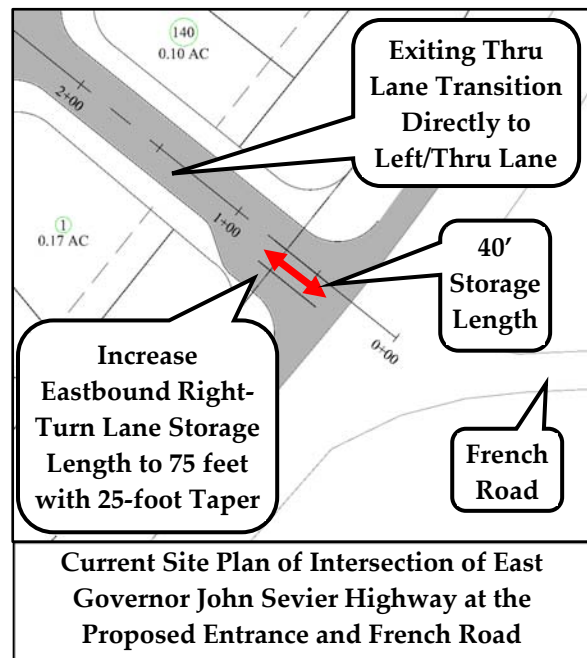 140
0.10 AC
Exiting Thru
Lane Transition
Directly to
Left/Thru Lane
2+00
1
0.17 AC
1+00
40’
Storage
Length
0+00
Increase
Eastbound Right-
Turn Lane Storage
Length to 75 feet
with 25-foot Taper
French
Road
Current Site Plan of Intersection of East
Governor John Sevier Highway at the
Proposed Entrance and French Road